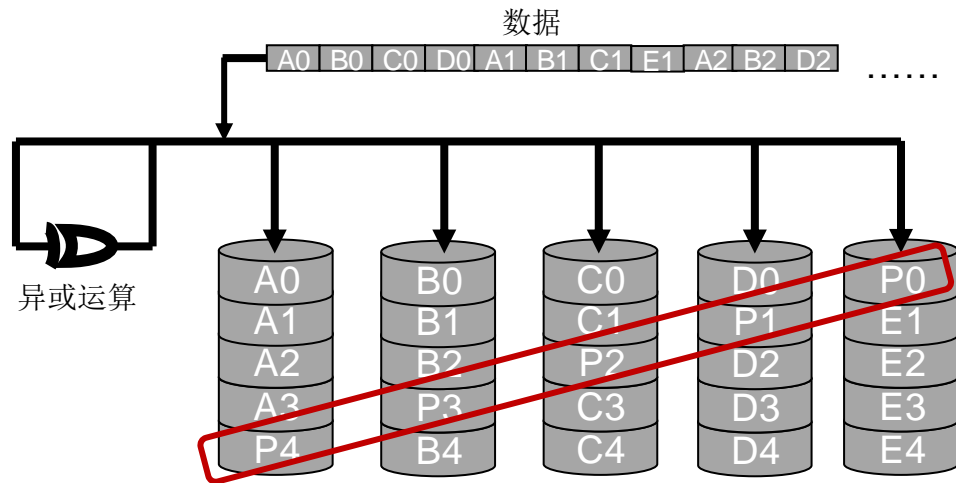 数据
A0 B0 C0 D0 A1 B1 C1 E1 A2 B2 D2 ......
异或运算
A0 B0 C0 D0 P0
A1 B1 C1 P1 E1
A2 B2 P2 D2 E2
A3 P3 C3 D3 E3
P4 B4 C4 D4 E4